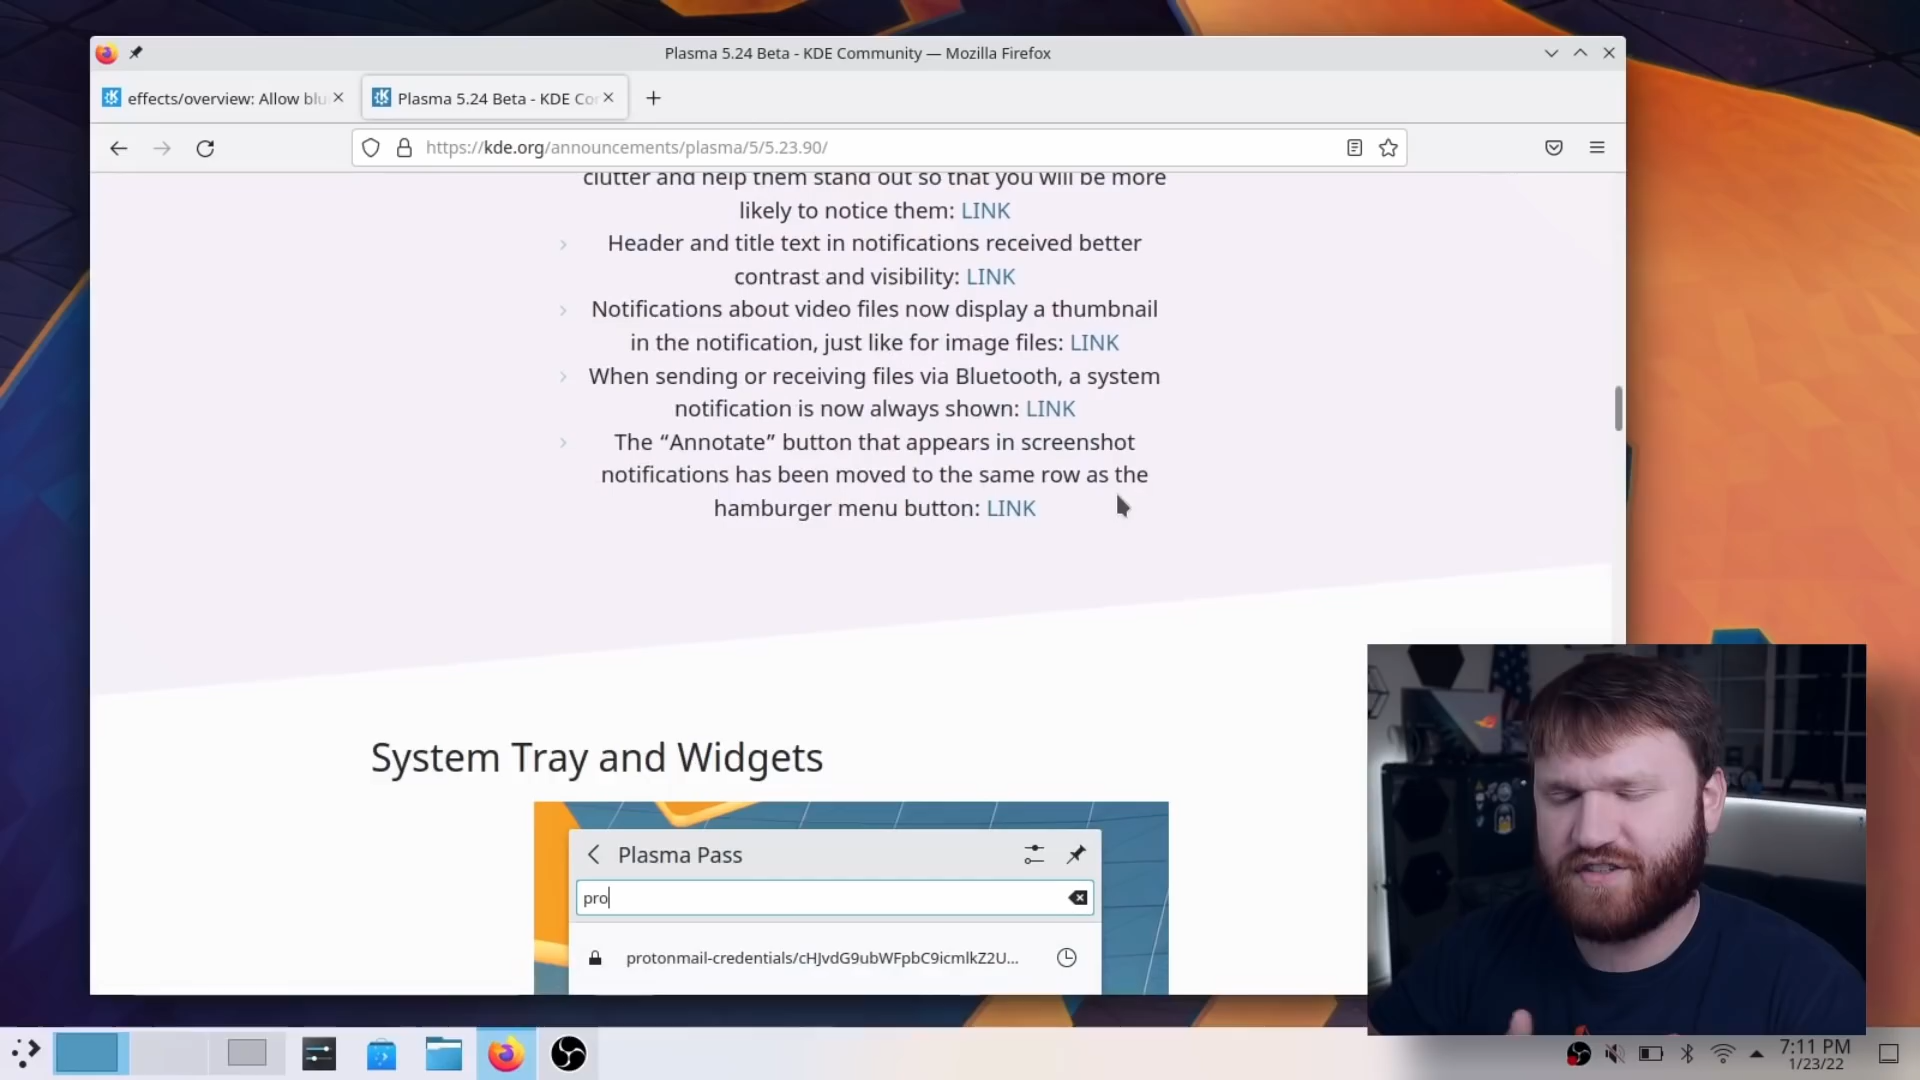 Plasma 5.24 Beta - KDE Community — Mozilla Firefox
effects/overview: Allow blu
Plasma 5.24 Beta - KDE Co
https://kde.org/announcements/plasma/5/5.23.90/
clutter and help them stand out so that you will be more
likely to notice them: LINK
Header and title text in notifications received better
contrast and visibility: LINK
Notifications about video files now display a thumbnail
in the notification, just like for image files: LINK
When sending or receiving files via Bluetooth, a system
notification is now always shown: LINK
The “Annotate” button that appears in screenshot
notifications has been moved to the same row as the
hamburger menu button: LINK
System Tray and Widgets
Plasma Pass
pro
protonmail-credentials/cHJvdG9ubWFpbC9icmlkZ2U...
7:11 PM
1/23/22